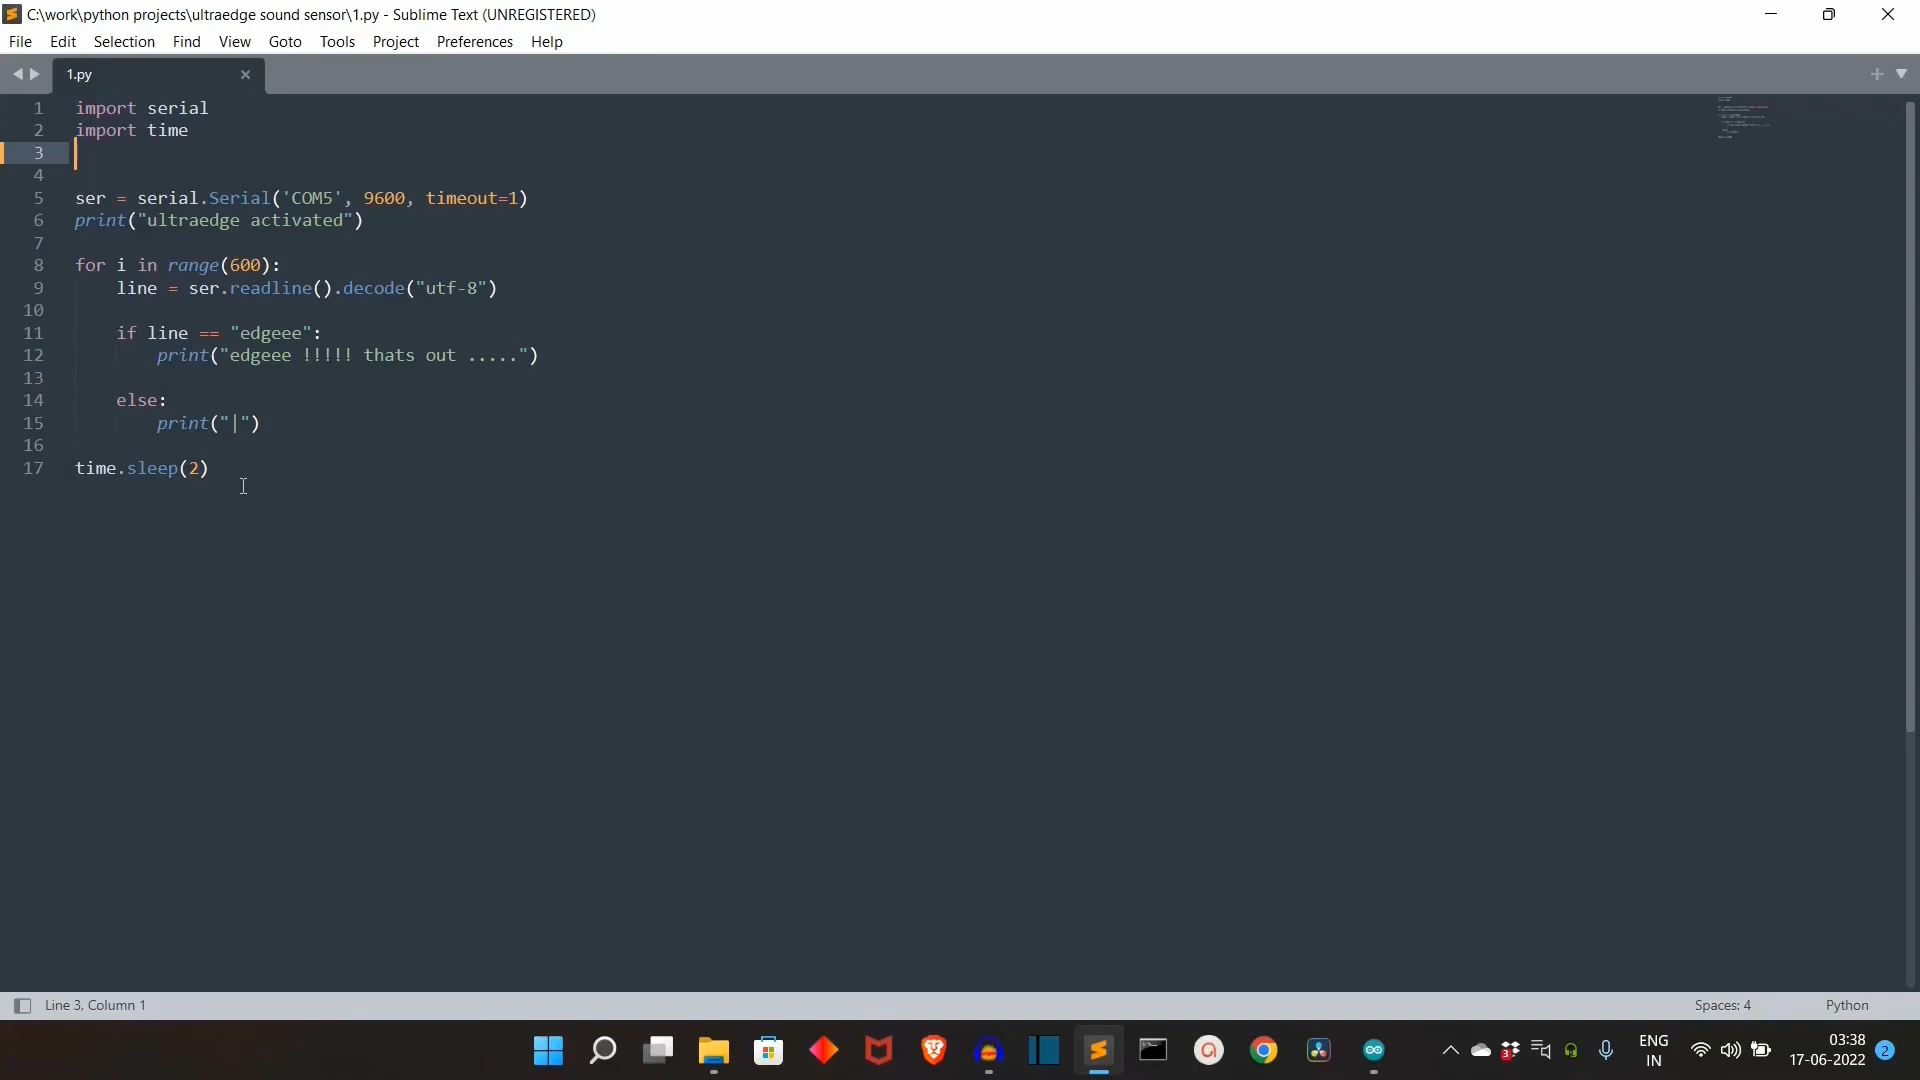 C:\work\python projects\ultraedge sound sensor\1.py - Sublime Text (UNREGISTERED)
File Edit Selection Find View Goto Tools Project Preferences Help
1.py
1 import serial
2 import time
3
4
5 ser = serial.Serial('COM5', 9600, timeout=1)
6 print("ultraedge activated")
7
8 for i in range(600):
9 line = ser.readline().decode("utf-8")
10
11 if line == "edgeee":
12 print("edgeee !!!!! thats out .....")
13
14 else:
15 print("|")
16
17 time.sleep(2)
Line 3, Column 1
Spaces: 4
Python
3
ENG
IN
03:38
17-06-2022
2